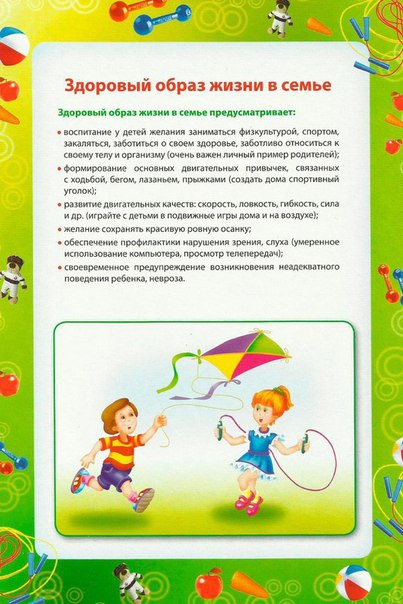 Здоровый образ жизни в семье
Здоровый образ жизни в семье предусматривает:
• воспитание у детей желания заниматься физкультурой, спортом,
закаляться, заботиться о своем здоровье, заботливо относиться к
своему телу и организму (очень важен личный пример родителей);
• формирование основных двигательных привычек, связанных
с ходьбой, бегом, лазаньем, прыжками (создать дома спортивный
уголок);
• развитие двигательных качеств: скорость, ловкость, гибкость, сила
и др. (играйте с детьми в подвижные игры дома и на воздухе);
• желание сохранять красивую ровную осанку;
• обеспечение профилактики нарушения зрения, слуха (умеренное
использование компьютера, просмотр телепередач);
• своевременное предупреждение возникновения неадекватного
поведения ребенка, невроза.